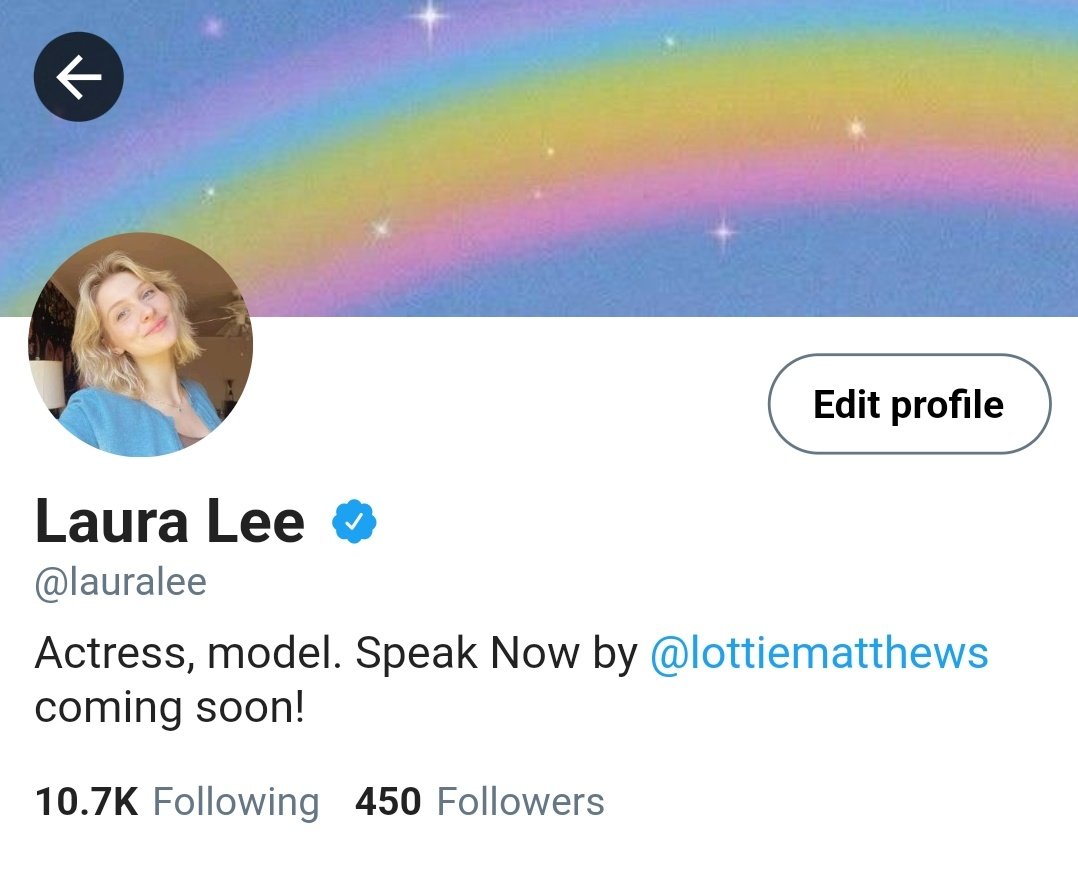 Edit profile
Laura Lee
@lauralee
Actress, model. Speak Now by @lottiematthews
coming soon!
10.7K Following 450 Followers